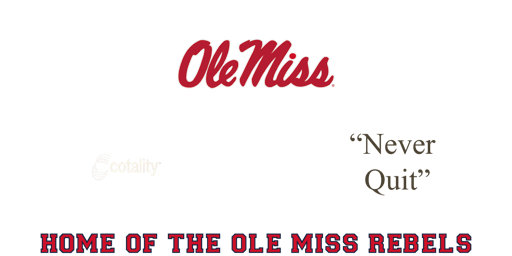 Ole Miss
“Never
Quit”
cotality
HOME OF THE OLE MISS REBELS